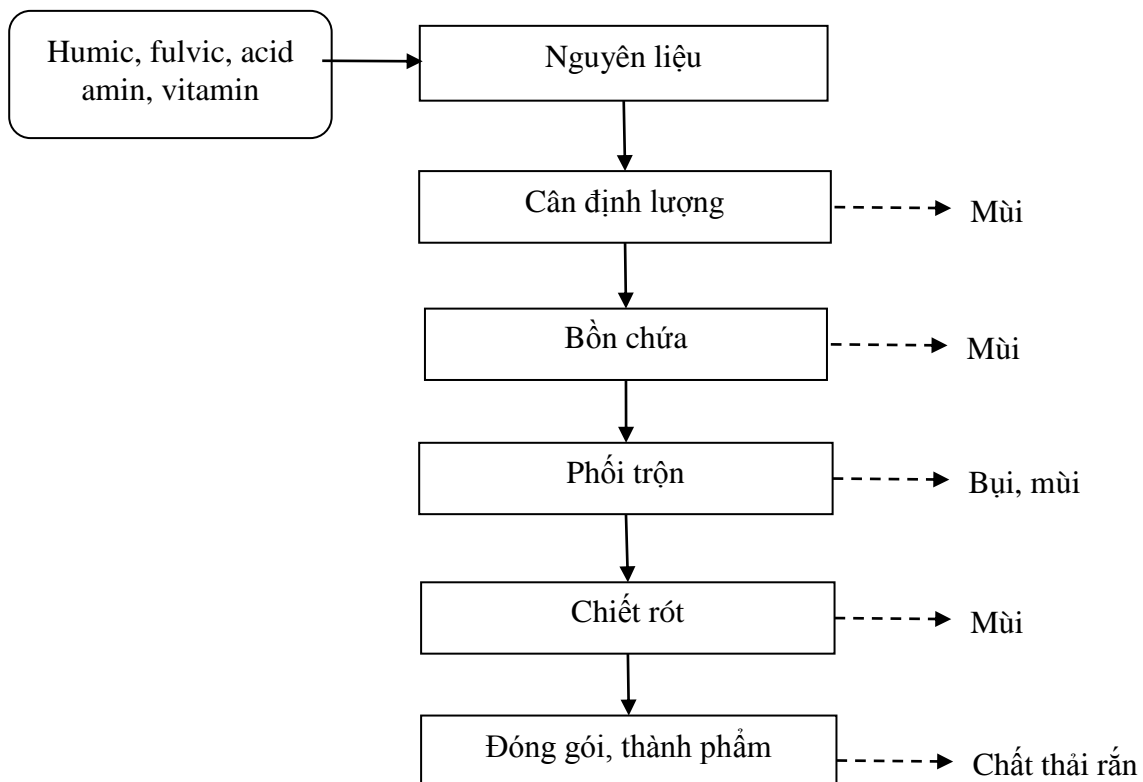 Humic, fulvic, acid
amin, vitamin
Nguyên liệu
Cân định lượng
Mùi
Bồn chứa
Mùi
Phối trộn
Bụi, mùi
Chiết rót
Mùi
Đóng gói, thành phẩm
Chất thải rắn